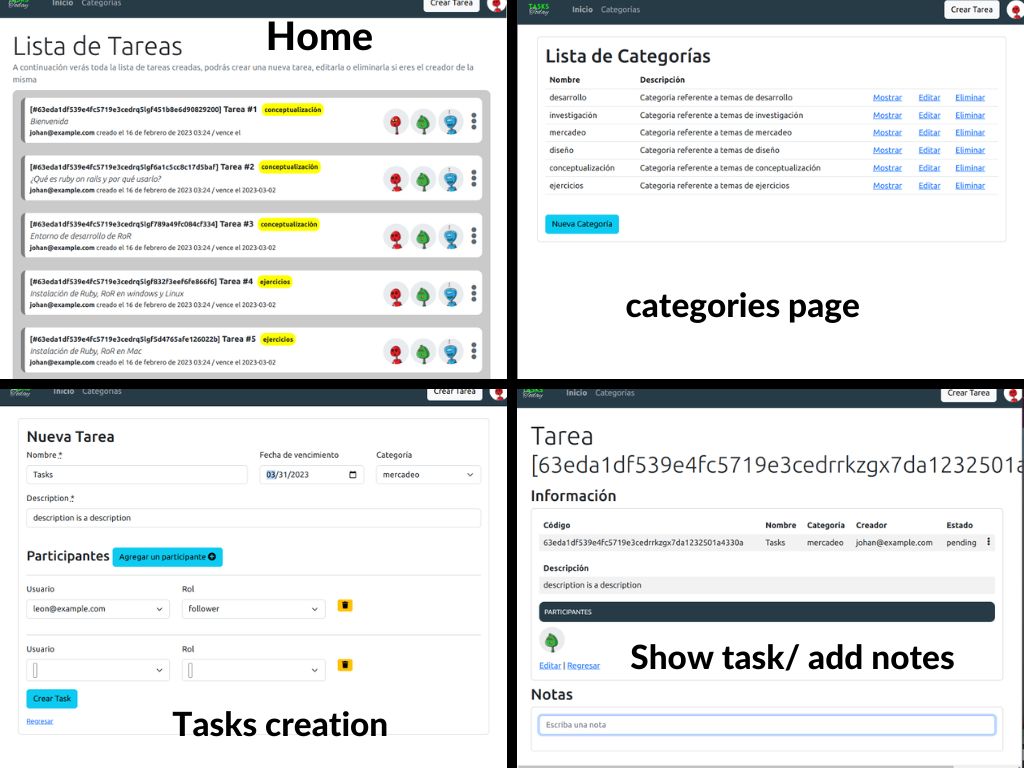 TASKS
Today
Inicio Categorías
Crear Tarea
Home
Lista de Tareas
A continuación verás toda la lista de tareas creadas, podrás crear una nueva tarea, editarla o eliminarla si eres el creador de la
misma
[#63eda1df539e4fc5719e3cedrq5lgf451b8e6d90829200] Tarea #1 conceptualización
Bienvenida
johan@example.com creado el 16 de febrero de 2023 03:24 / vence el
[#63eda1df539e4fc5719e3cedrq5lgf6a1c5cc8c17d5baf] Tarea #2 conceptualización
¿Qué es ruby on rails y por qué usarlo?
johan@example.com creado el 16 de febrero de 2023 03:24 / vence el 2023-03-02
[#63eda1df539e4fc5719e3cedrq5lgf789a49fc084cf334] Tarea #3 conceptualización
Entorno de desarrollo de RoR
johan@example.com creado el 16 de febrero de 2023 03:24 / vence el 2023-03-02
[#63eda1df539e4fc5719e3cedrq5lgf832f3eef6fe866f6] Tarea #4 ejercicios
Instalación de Ruby, RoR en windows y Linux
johan@example.com creado el 16 de febrero de 2023 03:24 / vence el 2023-03-02
[#63eda1df539e4fc5719e3cedrq5lgf5d4765afe126022b] Tarea #5 ejercicios
Instalación de Ruby, RoR en Mac
johan@example.com creado el 16 de febrero de 2023 03:24 / vence el 2023-03-02
TASKS
Today
Inicio Categorías
Crear Tarea
Lista de Categorías
Nombre Descripción
desarrollo Categoria referente a temas de desarrollo Mostrar Editar Eliminar
investigación Categoria referente a temas de investigación Mostrar Editar Eliminar
mercadeo Categoria referente a temas de mercadeo Mostrar Editar Eliminar
diseño Categoria referente a temas de diseño Mostrar Editar Eliminar
conceptualización Categoria referente a temas de conceptualización Mostrar Editar Eliminar
ejercicios Categoria referente a temas de ejercicios Mostrar Editar Eliminar
Nueva Categoría
categories page
Today
Inicio Categorías
Crear Tarea
Nueva Tarea
Nombre * Fecha de vencimiento Categoría
Tasks 03/31/2023 mercadeo
Description *
description is a description
Participantes Agregar un participante
Usuario Rol
leon@example.com follower
Usuario Rol
Crear Task
Regresar
Tasks creation
TASKS
Today
Inicio Categorías
Crear Tarea
Tarea
[63eda1df539e4fc5719e3cedrrkzgx7da1232501a
Información
Código Nombre Categoría Creador Estado
63eda1df539e4fc5719e3cedrrkzgx7da1232501a4330a Tasks mercadeo johan@example.com pending
Descripción
description is a description
PARTICIPANTES
Editar | Regresar
Show task/ add notes
Notas
Escriba una nota